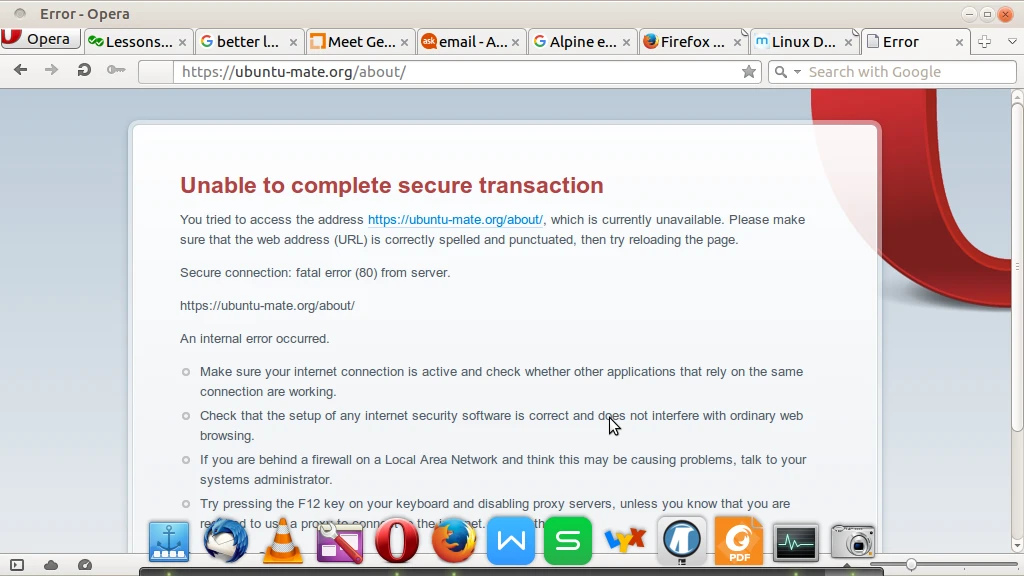 Error - Opera
Opera
Lessons...
better l...
Meet Ge...
ask
email - A...
Alpine e...
Firefox ...
Linux D...
Error
https://ubuntu-mate.org/about/
Search with Google
Unable to complete secure transaction
You tried to access the address https://ubuntu-mate.org/about/, which is currently unavailable. Please make
sure that the web address (URL) is correctly spelled and punctuated, then try reloading the page.
Secure connection: fatal error (80) from server.
https://ubuntu-mate.org/about/
An internal error occurred.
Make sure your internet connection is active and check whether other applications that rely on the same
connection are working.
Check that the setup of any internet security software is correct and does not interfere with ordinary web
browsing.
If you are behind a firewall on a Local Area Network and think this may be causing problems, talk to your
systems administrator.
Try pressing the F12 key on your keyboard and disabling proxy servers, unless you know that you are
to use a proxy to connect the
PDF